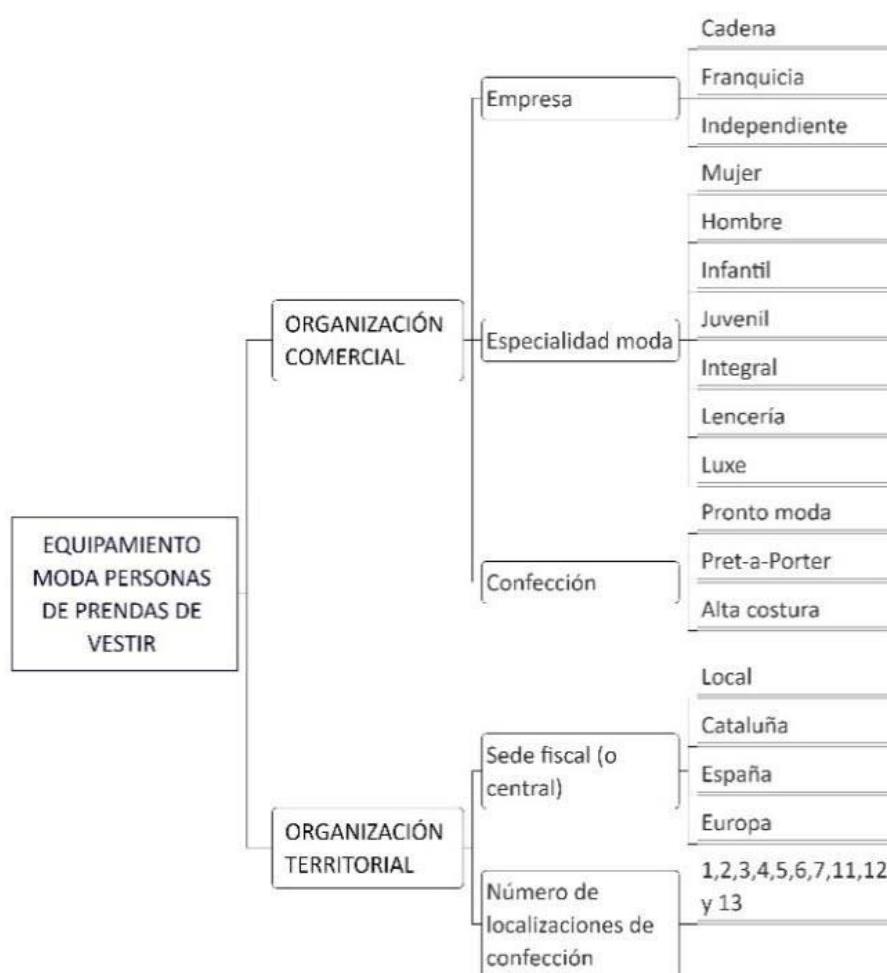 EQUIPAMIENTO
MODA PERSONAS
DE PRENDAS DE
VESTIR
ORGANIZACIÓN
COMERCIAL
Empresa
Cadena
Franquicia
Independiente
Especialidad moda
Mujer
Hombre
Infantil
Juvenil
Integral
Lencería
Luxe
Confección
Pronto moda
Pret-a-Porter
Alta costura
ORGANIZACIÓN
TERRITORIAL
Sede fiscal (o
central)
Local
Cataluña
España
Europa
Número de
localizaciones de
confección
1,2,3,4,5,6,7,11,12
y 13